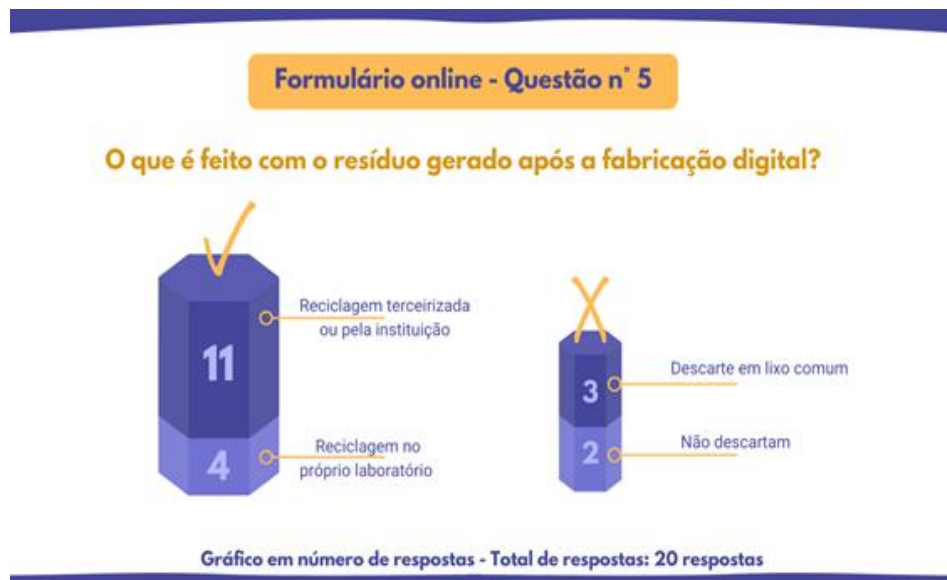 Formulário online - Questão n° 5
O que é feito com o resíduo gerado após a fabricação digital?
11
Reciclagem terceirizada
ou pela instituição
4
Reciclagem no
próprio laboratório
3
Descarte em lixo comum
2
Não descartam
Gráfico em número de respostas - Total de respostas: 20 respostas